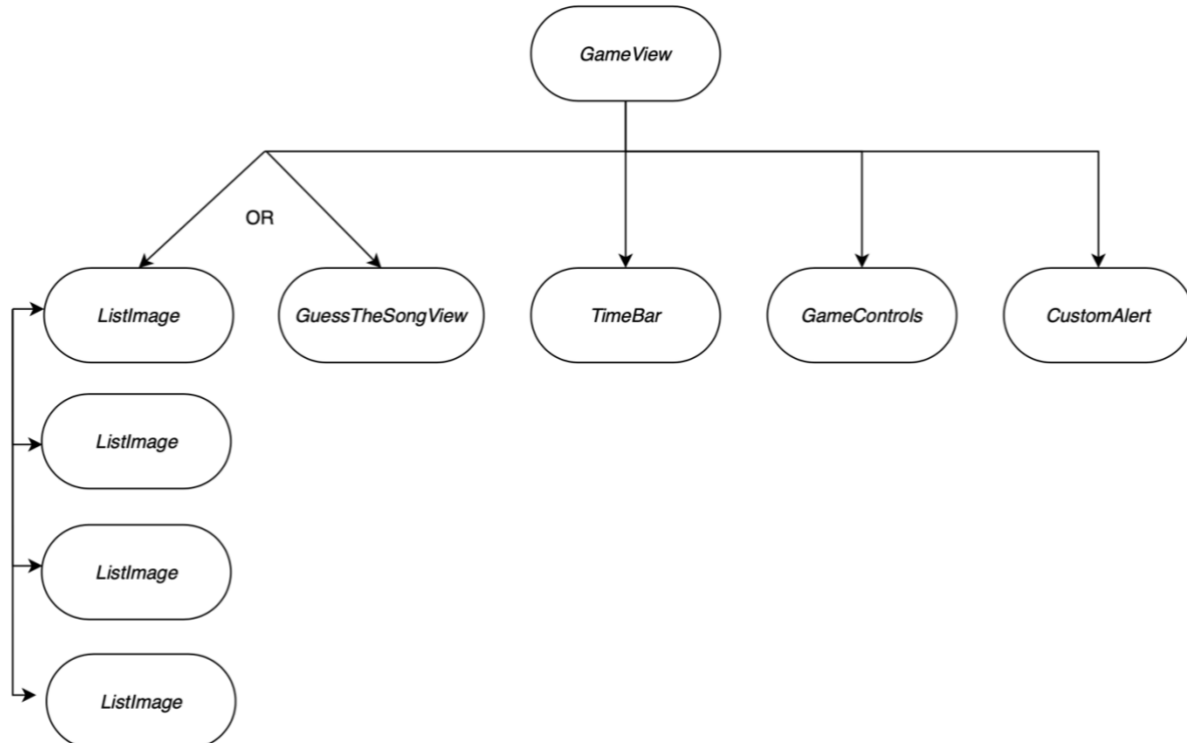 GameView
OR
ListImage
GuessTheSongView
TimeBar
GameControls
CustomAlert
ListImage
ListImage
ListImage